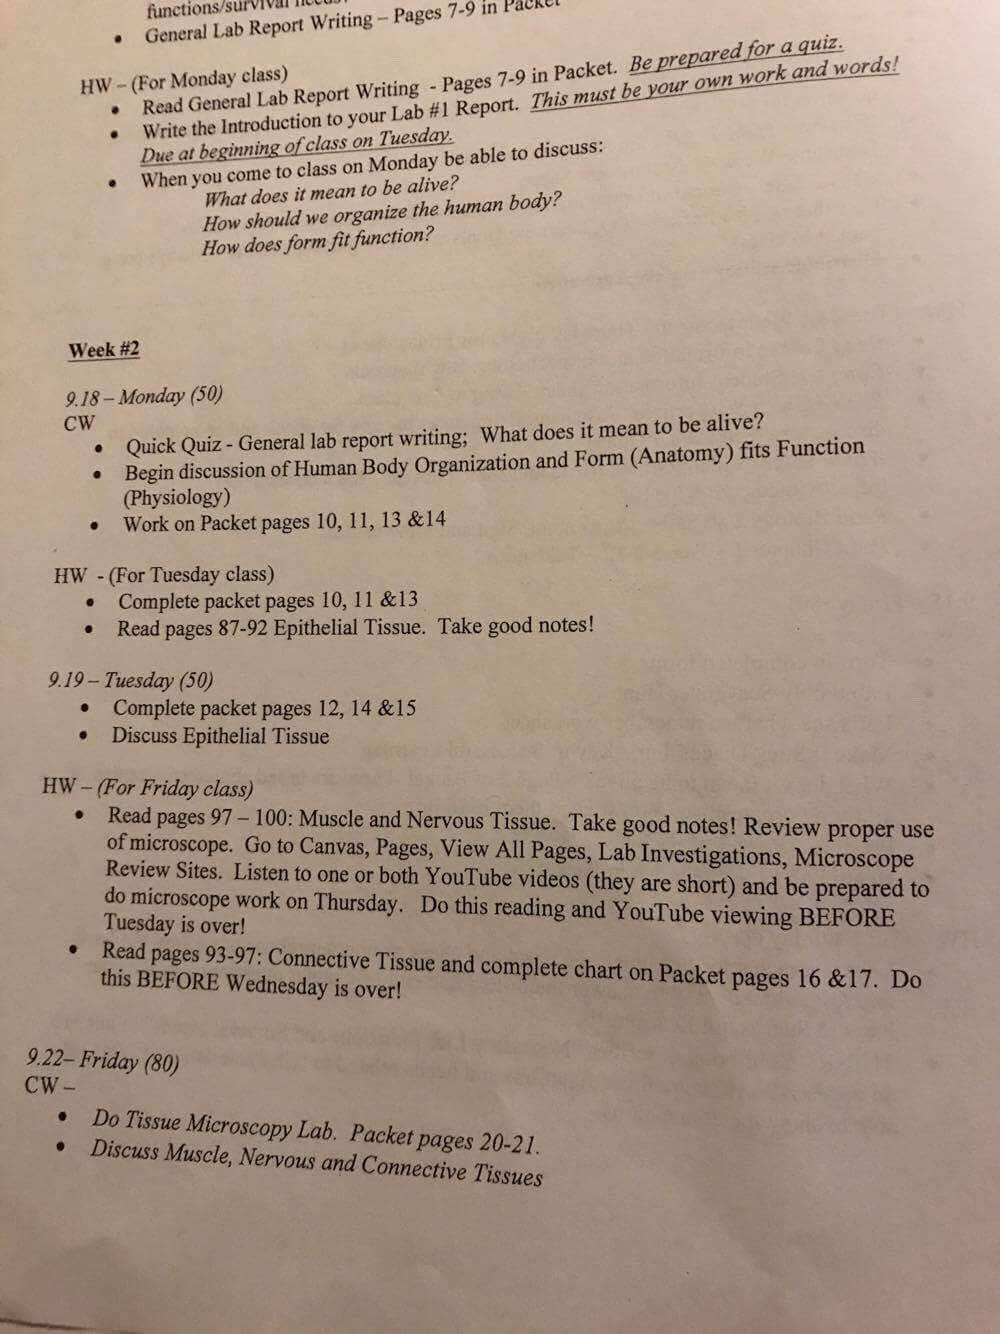 functions/survival
• General Lab Report Writing – Pages 7-9 in Packet
HW – (For Monday class)
• Read General Lab Report Writing - Pages 7-9 in Packet. Be prepared for a quiz.
• Write the Introduction to your Lab #1 Report. This must be your own work and words!
Due at beginning of class on Tuesday.
• When you come to class on Monday be able to discuss:
What does it mean to be alive?
How should we organize the human body?
How does form fit function?
Week #2
9.18 – Monday (50)
CW
• Quick Quiz - General lab report writing; What does it mean to be alive?
• Begin discussion of Human Body Organization and Form (Anatomy) fits Function
(Physiology)
• Work on Packet pages 10, 11, 13 &14
HW - (For Tuesday class)
• Complete packet pages 10, 11 &13
• Read pages 87-92 Epithelial Tissue. Take good notes!
9.19 – Tuesday (50)
• Complete packet pages 12, 14 &15
• Discuss Epithelial Tissue
HW – (For Friday class)
• Read pages 97 – 100: Muscle and Nervous Tissue. Take good notes! Review proper use
of microscope. Go to Canvas, Pages, View All Pages, Lab Investigations, Microscope
Review Sites. Listen to one or both YouTube videos (they are short) and be prepared to
do microscope work on Thursday. Do this reading and YouTube viewing BEFORE
Tuesday is over!
• Read pages 93-97: Connective Tissue and complete chart on Packet pages 16 &17. Do
this BEFORE Wednesday is over!
9.22– Friday (80)
CW –
• Do Tissue Microscopy Lab. Packet pages 20-21.
• Discuss Muscle, Nervous and Connective Tissues